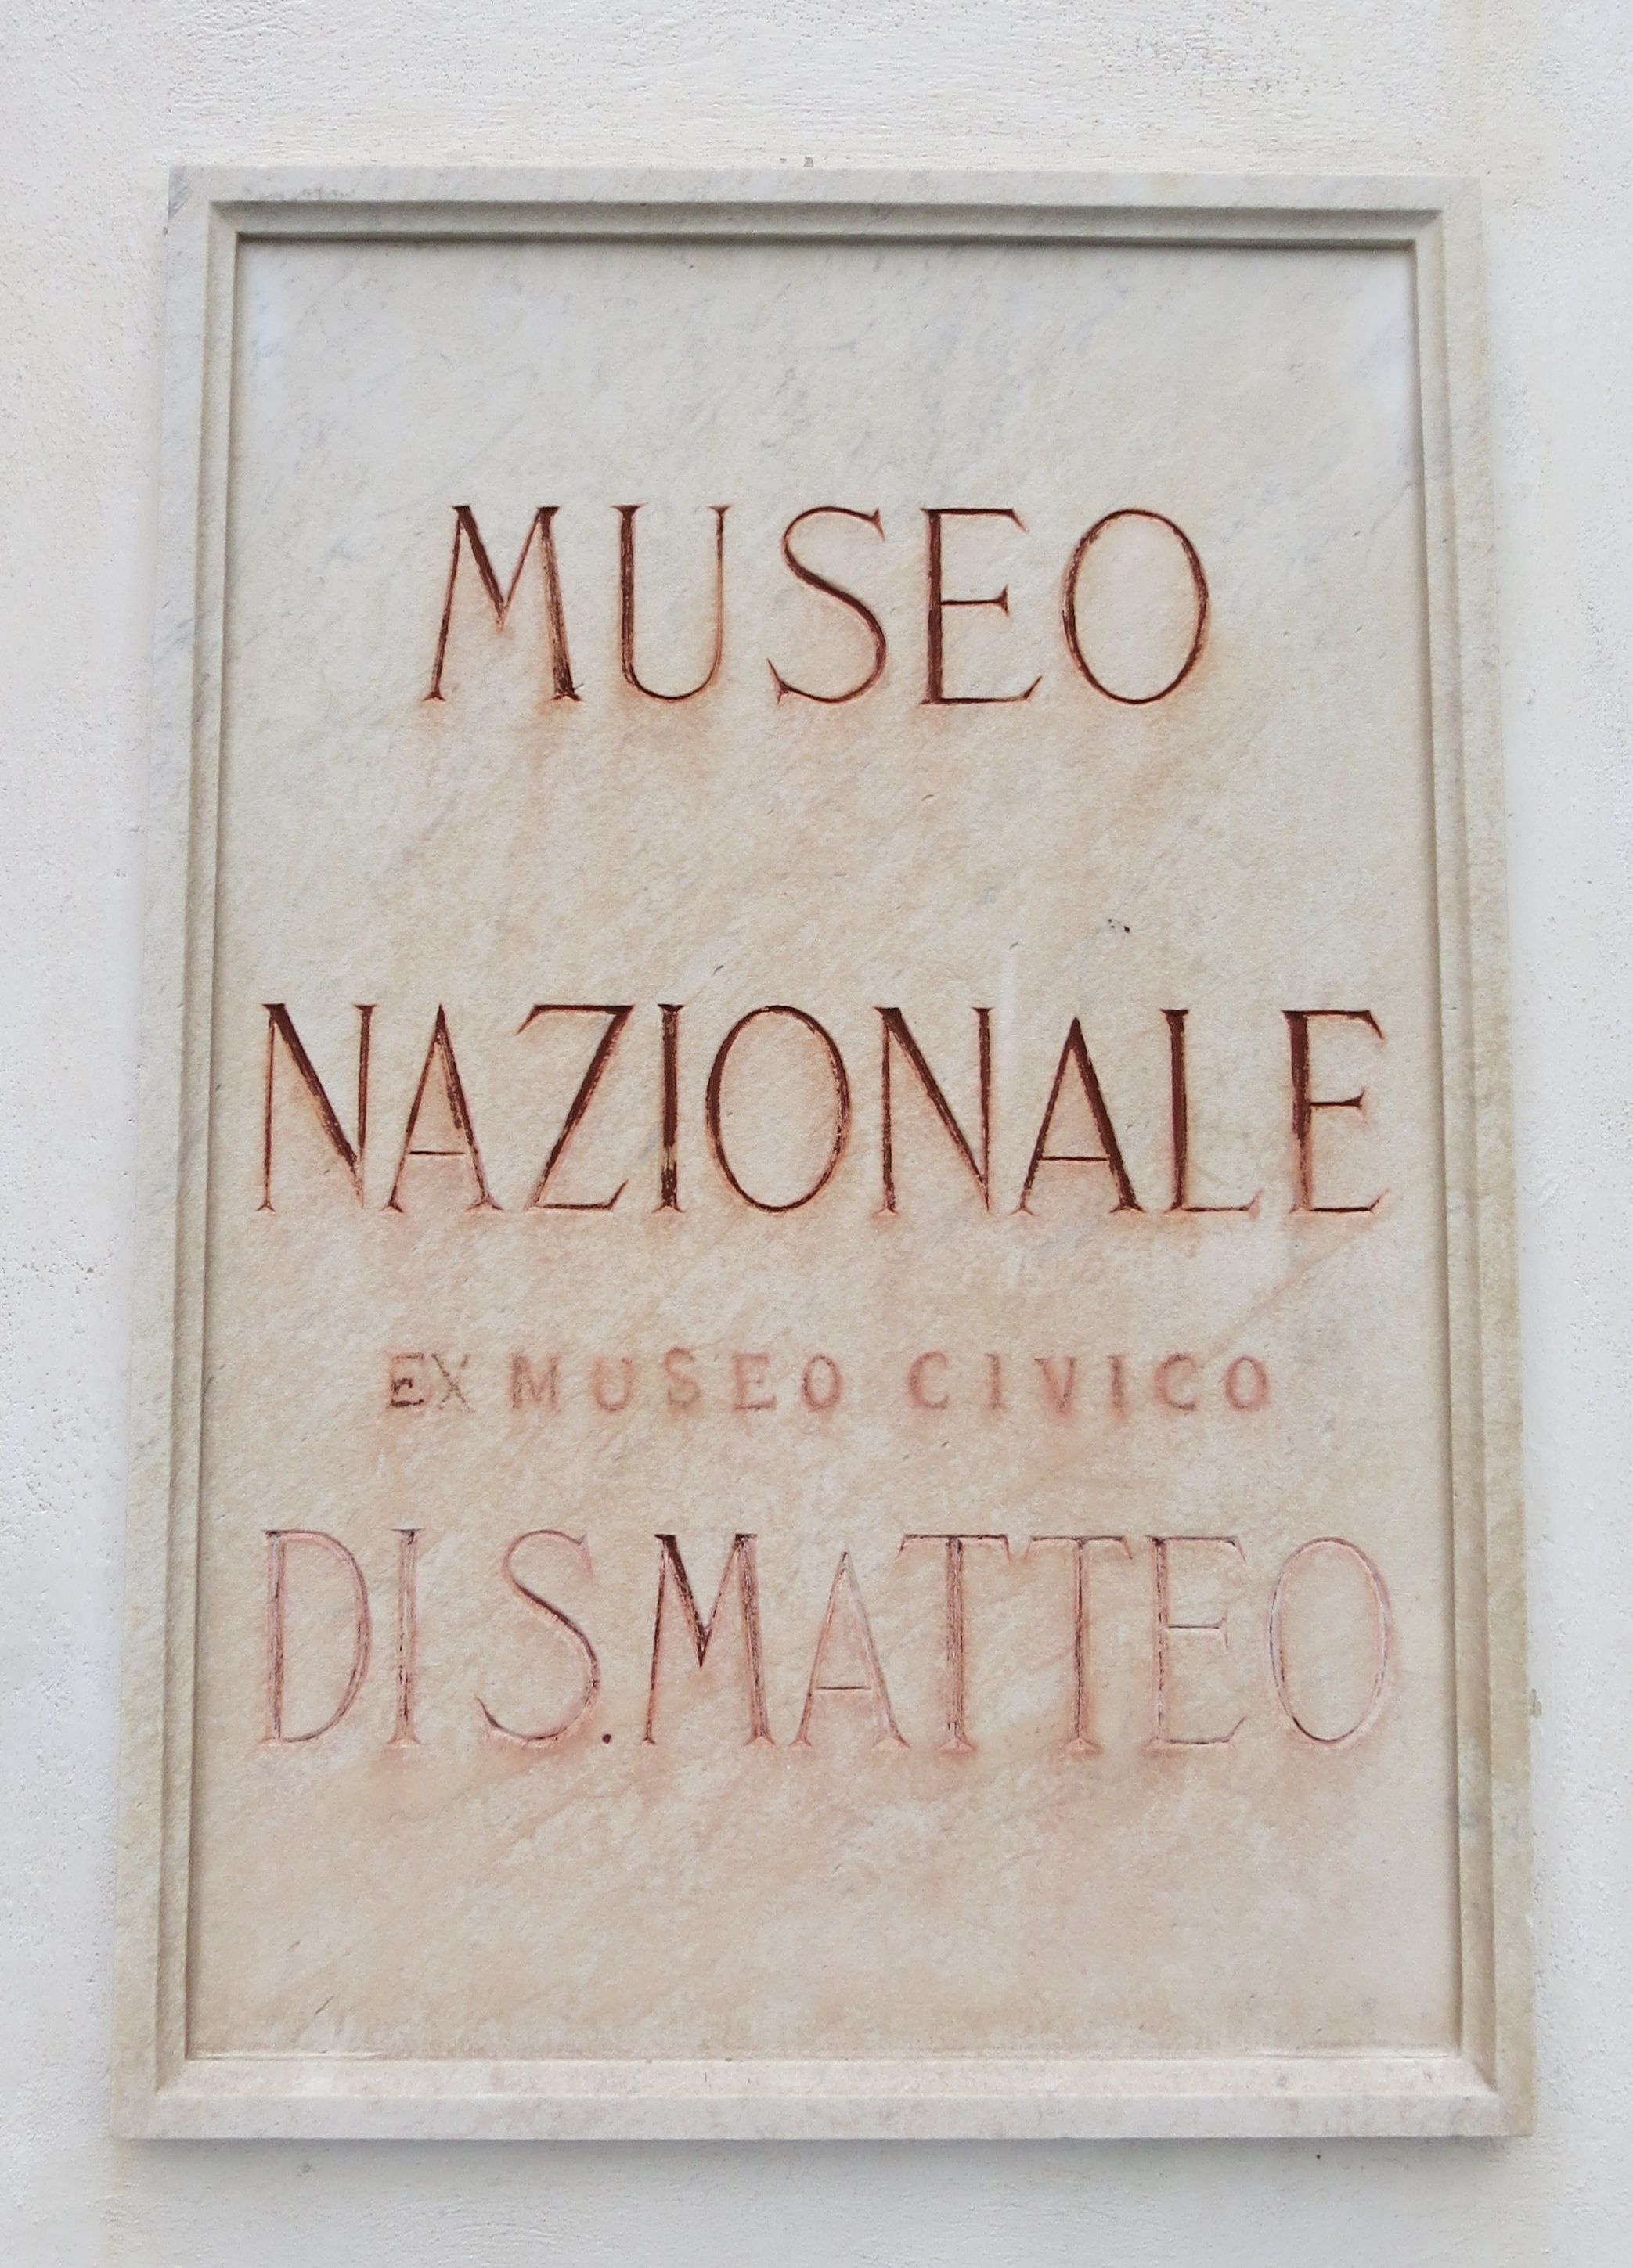 MUSEO
NAZIONALE
EX MUSEO CIVICO
DI S. MATTEO